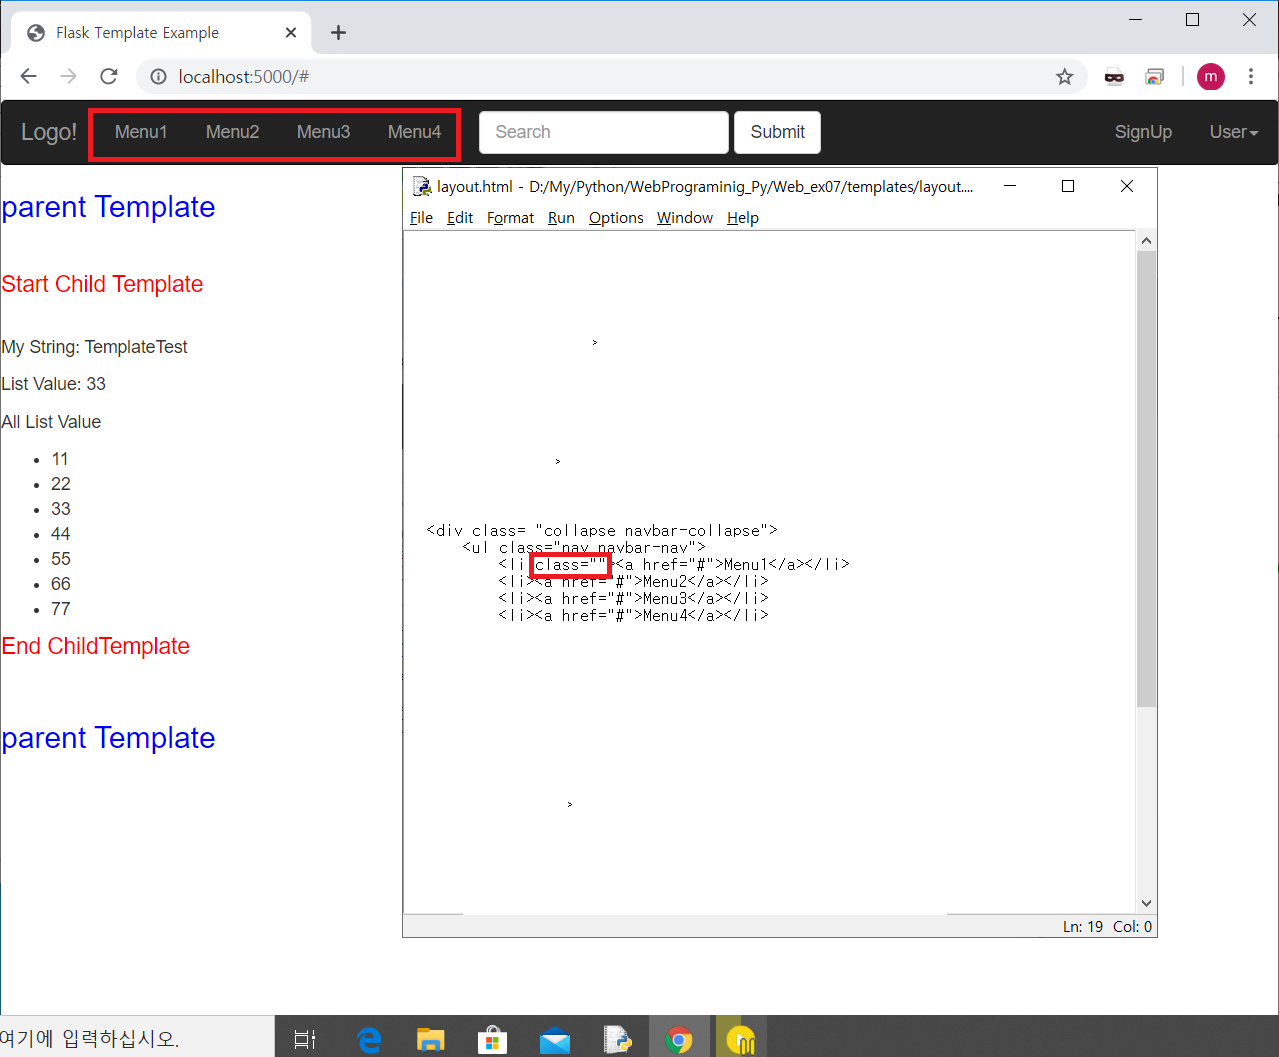 Flask Template Example
localhost:5000/#
m
Logo! Menu1 Menu2 Menu3 Menu4 Search Submit SignUp User
parent Template
Start Child Template
My String: TemplateTest
List Value: 33
All List Value
11
22
33
44
55
66
77
End ChildTemplate
parent Template
layout.html - D:/My/Python/WebPrograminig_Py/Web_ex07/templates/layout....
File Edit Format Run Options Window Help
>
>
<div class= "collapse navbar-collapse">
<ul class="nav navbar-nav">
<li class=""><a href="#">Menu1</a></li>
<li><a href="#">Menu2</a></li>
<li><a href="#">Menu3</a></li>
<li><a href="#">Menu4</a></li>
>
Ln: 19 Col: 0
여기에 입력하십시오.